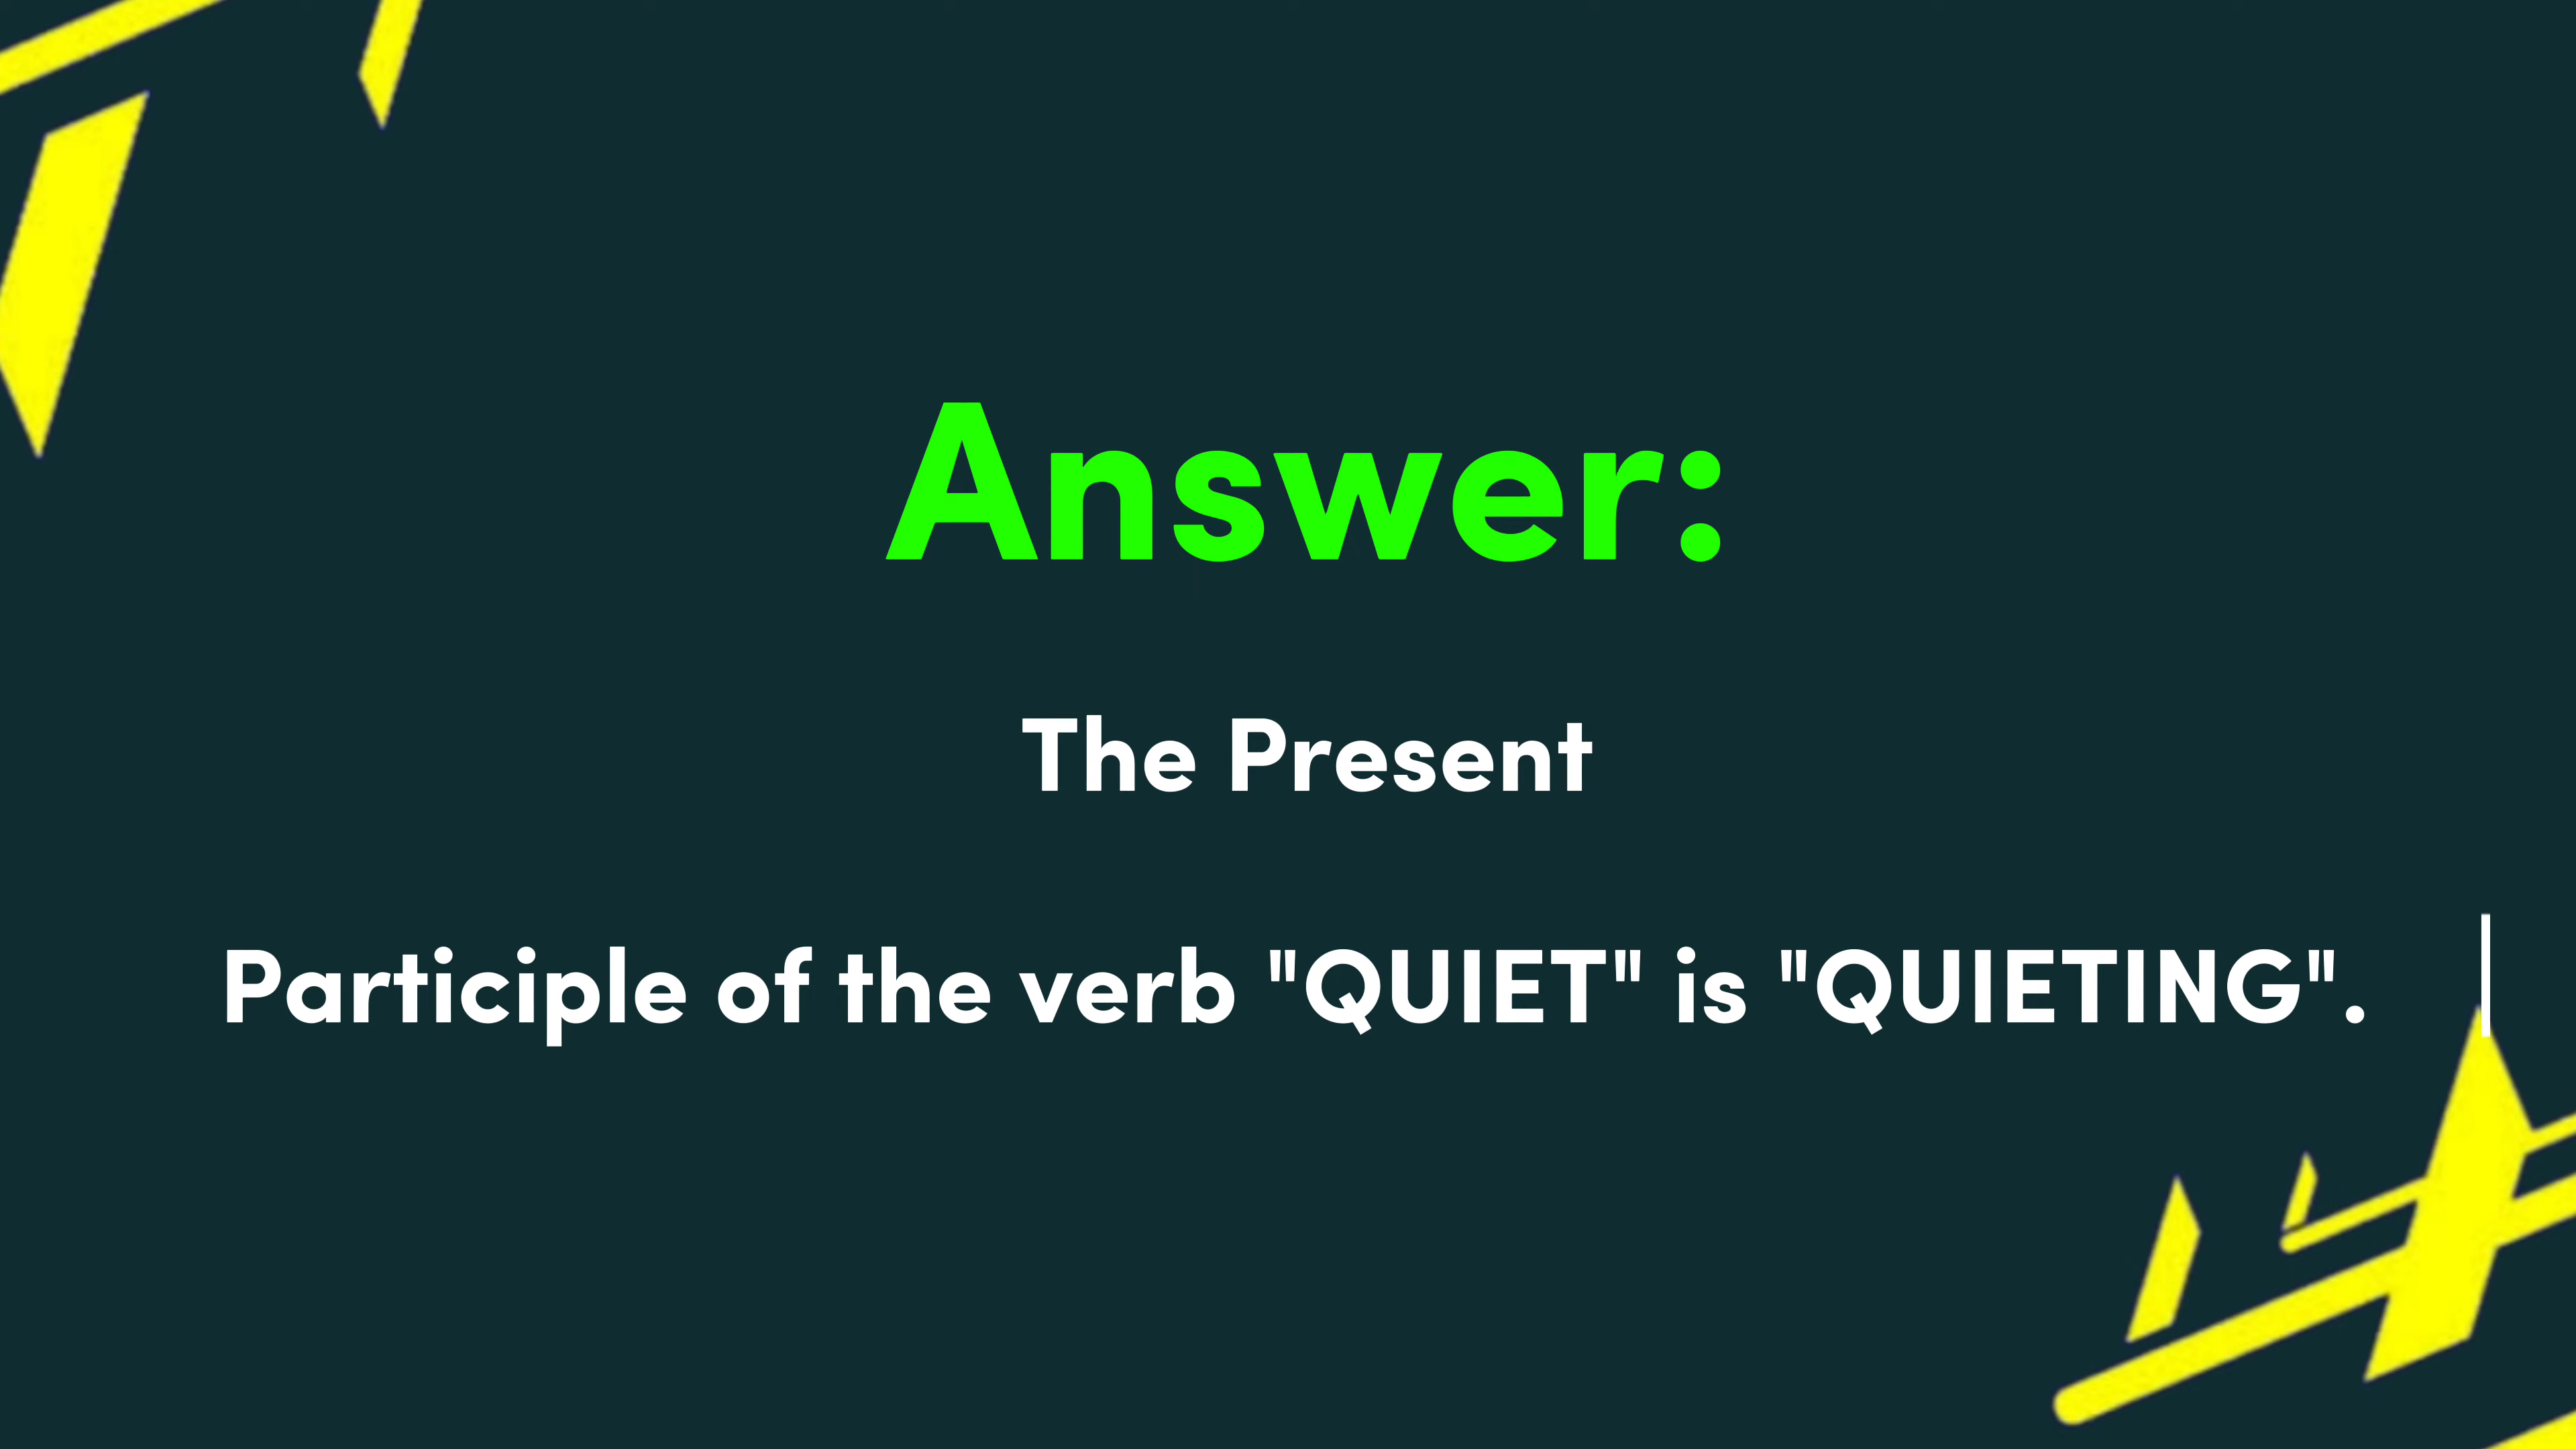 Answer:
The Present
Participle of the verb "QUIET" is "QUIETING".